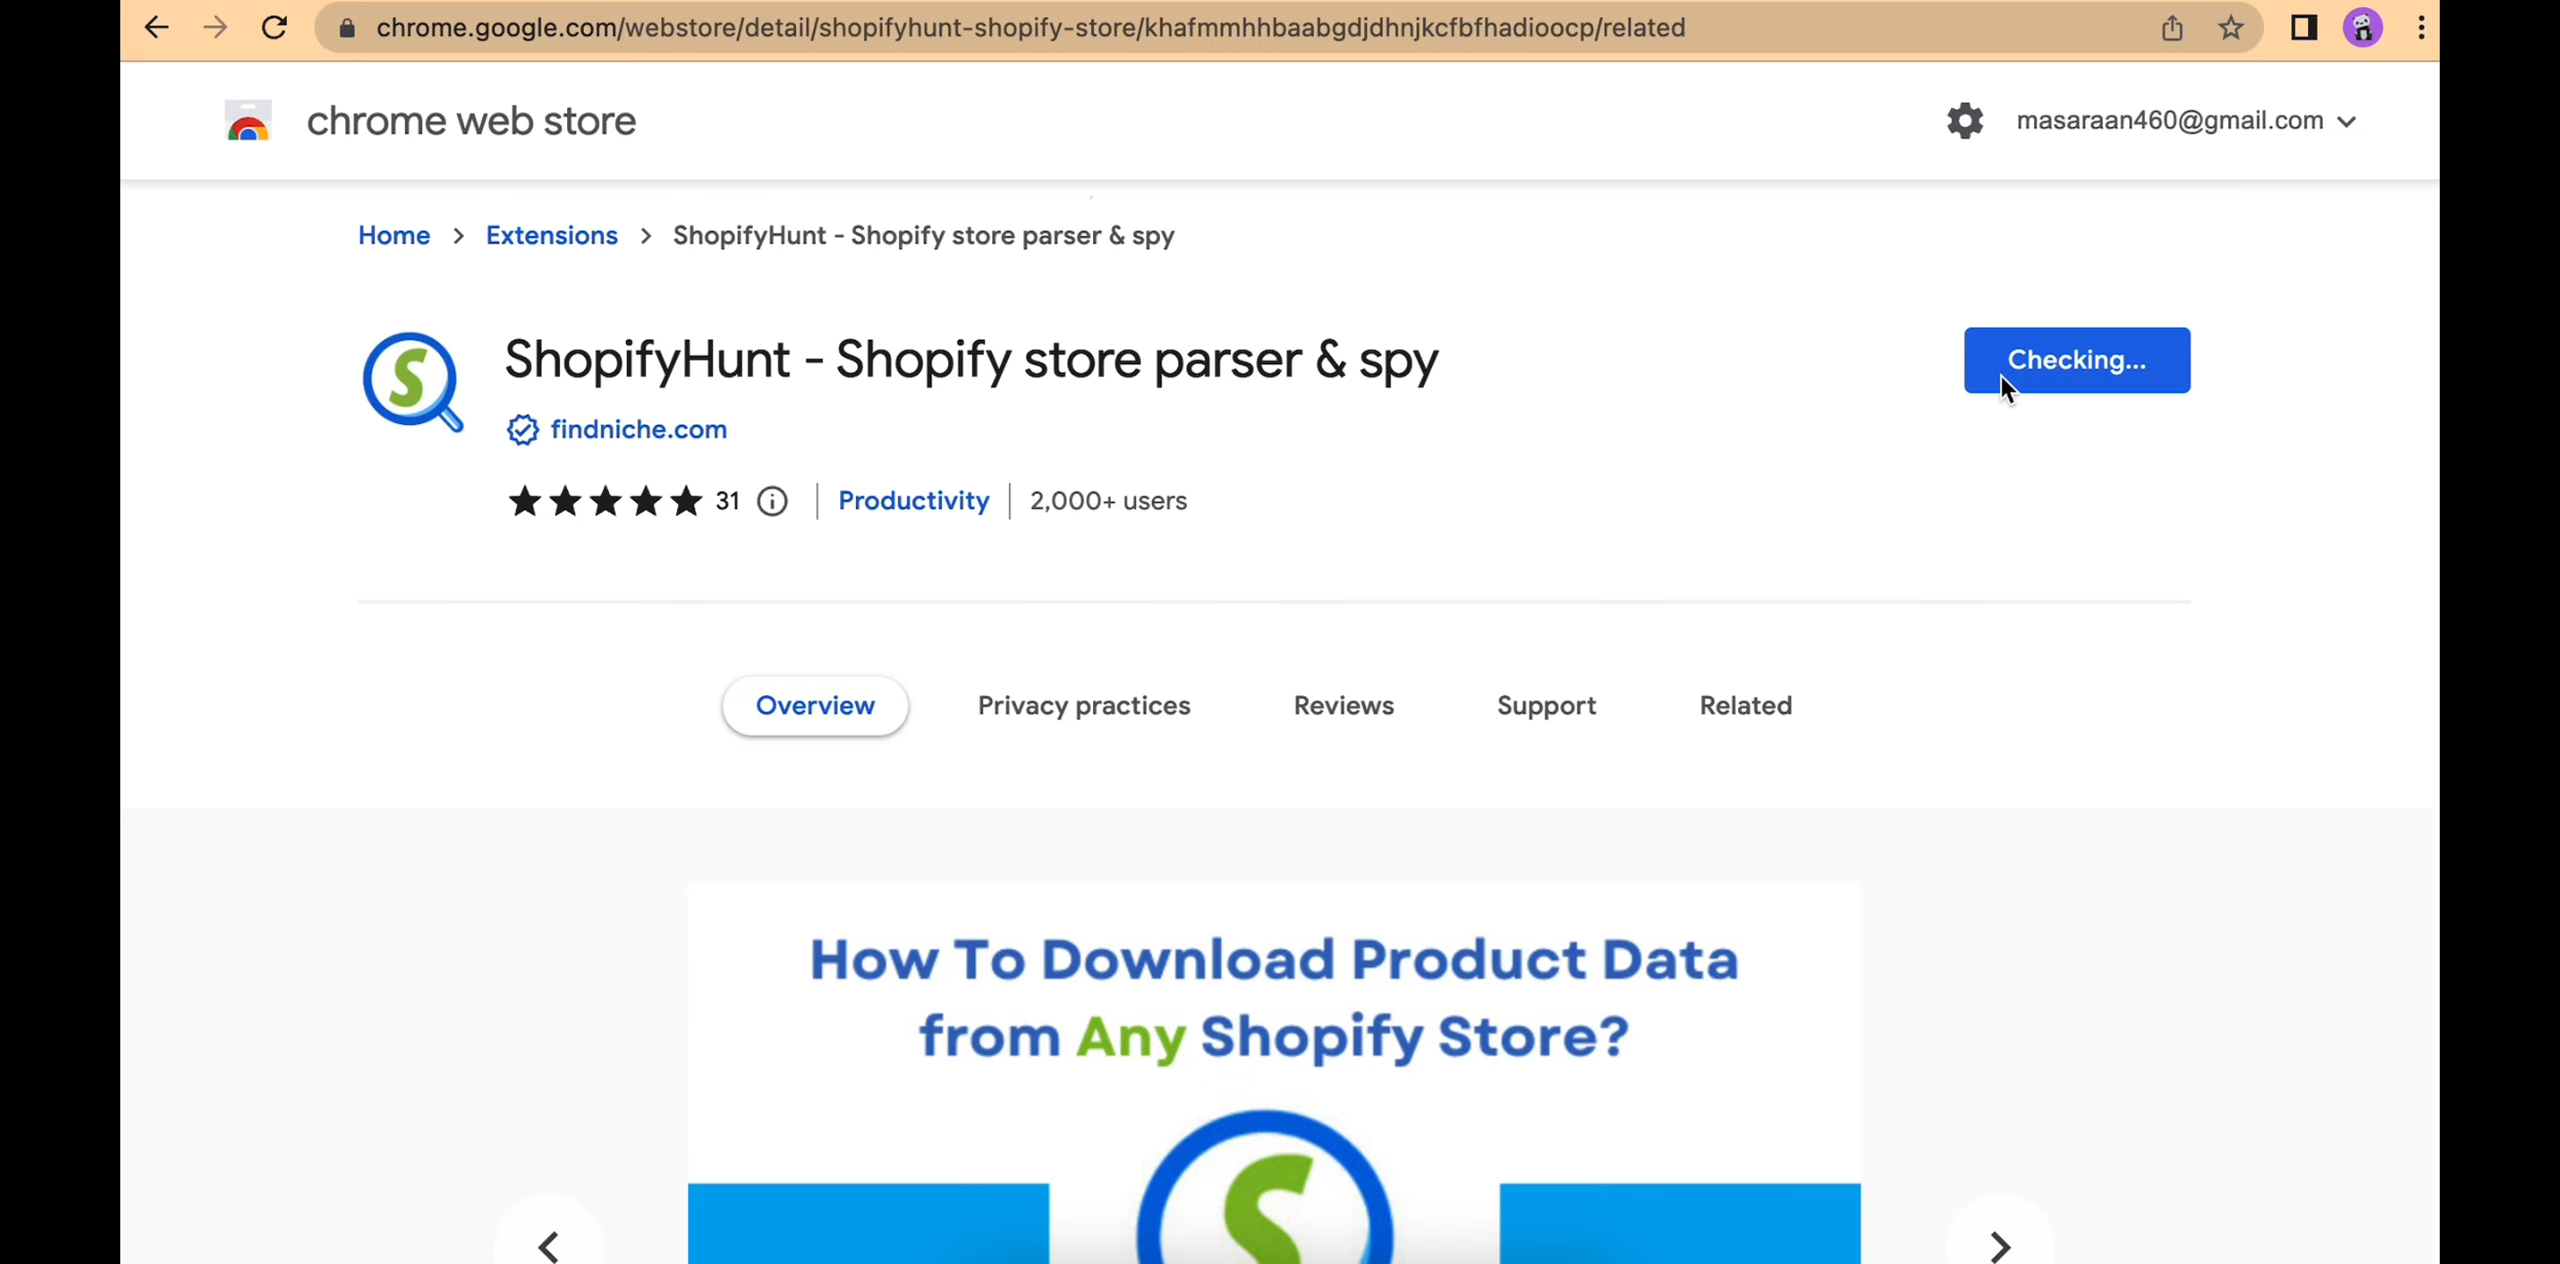 chrome.google.com/webstore/detail/shopifyhunt-shopify-store/khafmmhhbaabgdjdhnjkcfbfhadioocp/related
chrome web store
masaraan460@gmail.com
Home > Extensions > ShopifyHunt - Shopify store parser & spy
ShopifyHunt - Shopify store parser & spy
Checking...
findniche.com
31
Productivity
2,000+ users
Overview
Privacy practices
Reviews
Support
Related
How To Download Product Data
from Any Shopify Store?
S